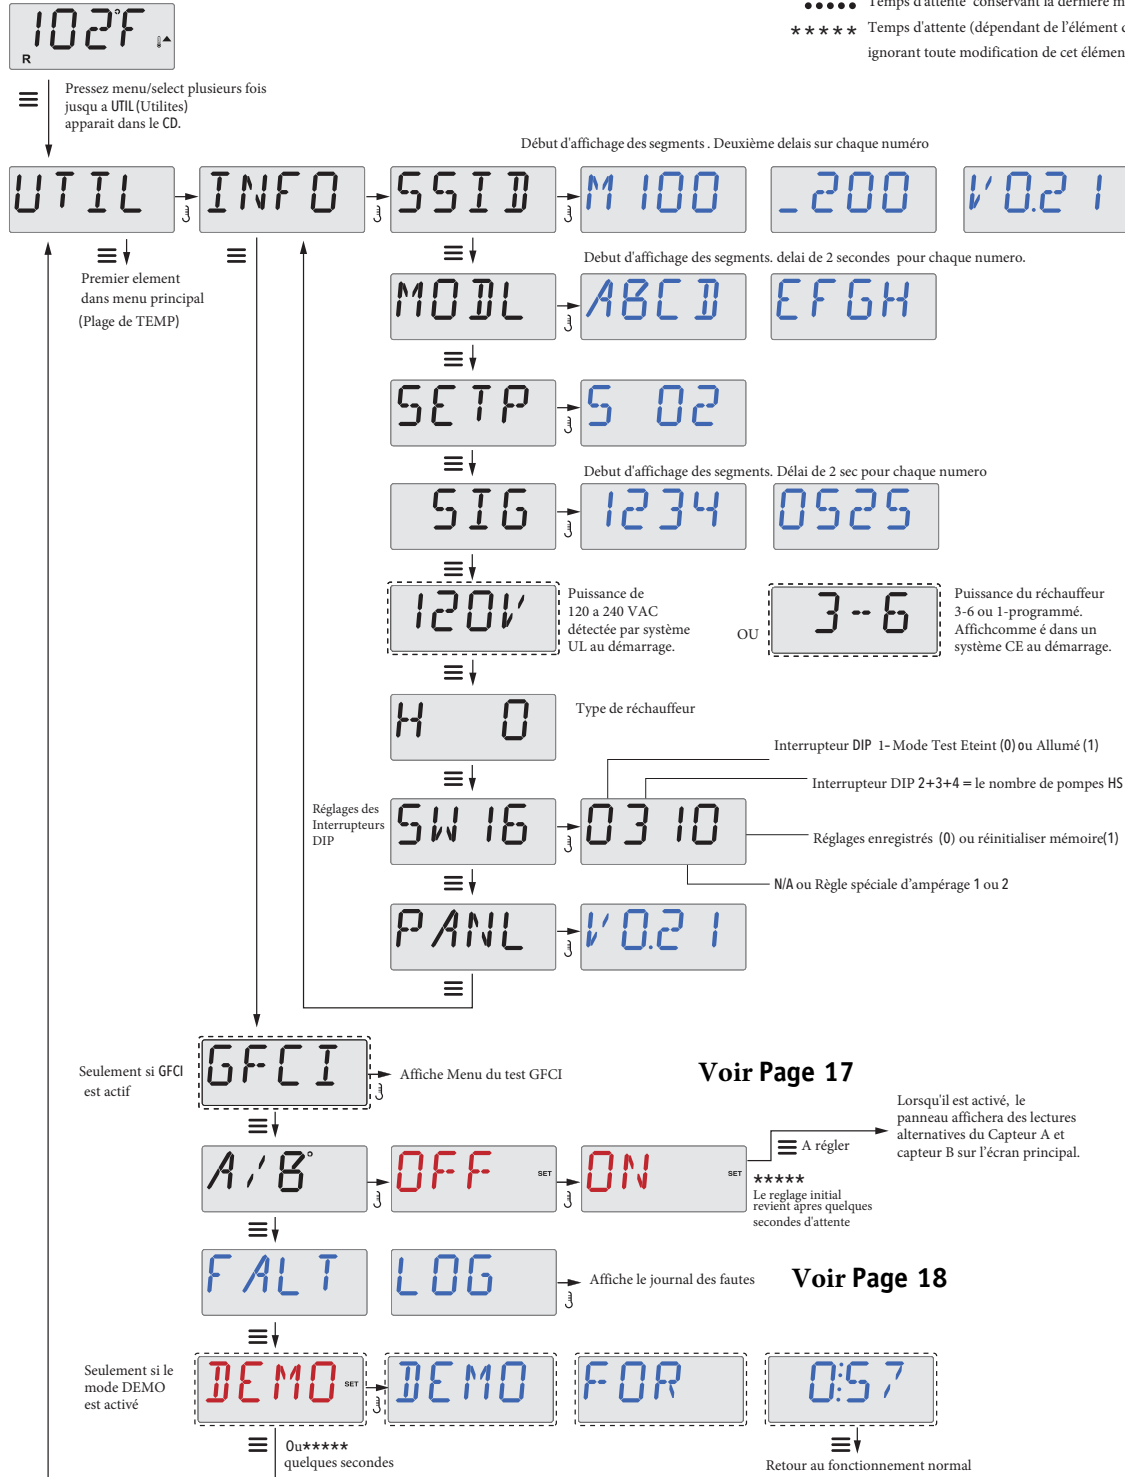 Temps d'attente conservant la dernière m
102°F
R
***** Temps d'attente (dépendant de l'élément d
ignorant toute modification de cet élémen
Pressez menu/select plusieurs fois
jusqu a UTIL (Utilites)
apparait dans le CD.
Début d'affichage des segments . Deuxième delais sur chaque numéro
UTIL INFO SSID M100 _200 V0.21
Premier element
dans menu principal
(Plage de TEMP)
Debut d'affichage des segments. delai de 2 secondes pour chaque numero.
MODL ABCD EFGH
SETP S 02
Debut d'affichage des segments. Délai de 2 sec pour chaque numero
SIG 1234 0525
120V
Puissance de
120 a 240 VAC
détectée par système
UL au démarrage.
OU
3--6
Puissance du réchauffeur
3-6 ou 1-programmé.
Affichcomme é dans un
système CE au démarrage.
H 0
Type de réchauffeur
Interrupteur DIP 1- Mode Test Eteint (0) ou Allumé (1)
Interrupteur DIP 2+3+4 = le nombre de pompes HS
Réglages des
Interrupteurs
DIP
SW16 0310
Réglages enregistrés (0) ou réinitialiser mémoire(1)
N/A ou Règle spéciale d'ampérage 1 ou 2
PANL V0.21
Seulement si GFCI
est actif
GFCI
Affiche Menu du test GFCI
Voir Page 17
Lorsqu'il est activé, le
panneau affichera des lectures
alternatives du Capteur A et
capteur B sur l'écran principal.
A/B° OFF SET ON SET
A régler
*****
Le reglage initial
revient apres quelques
secondes d'attente
FALT LOG
Affiche le journal des fautes
Voir Page 18
Seulement si le
mode DEMO
est activé
DEMO SET DEMO FOR 0:57
Ou*****
quelques secondes
Retour au fonctionnement normal